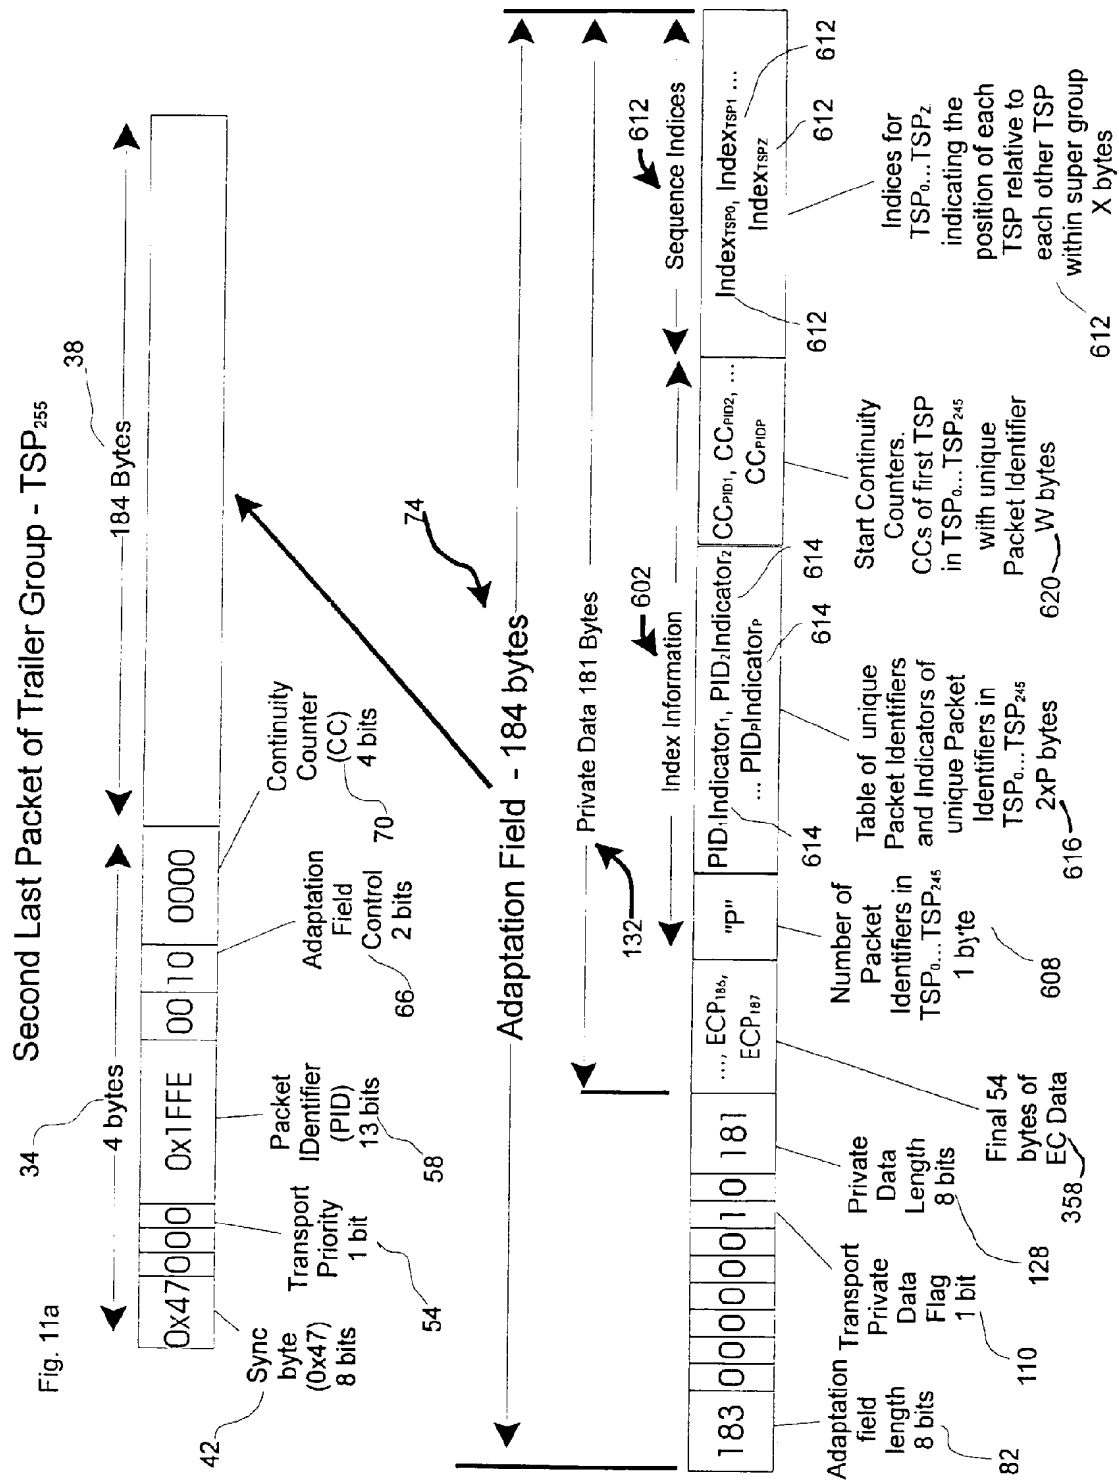 Fig. 11a
Second Last Packet of Trailer Group - TSP255
34
38
4 bytes
184 Bytes
0x47
0
0
0
0x1FFE
00
10
0000
42
Sync
byte
(0x47)
8 bits
Transport
Priority
1 bit
54
Packet
IDentifier
(PID)
13 bits
58
Adaptation
Field
Control
2 bits
66
Continuity
Counter
(CC)
4 bits
70
74
Adaptation Field - 184 bytes
Private Data 181 Bytes
132
602
Index Information
612
Sequence Indices
183
0
0
0
0
0
0
1
0
181
..., ECP186,
ECP187
"P"
PID1Indicator1, PID2Indicator2
... PIDPIndicatorP
CCPID1, CCPID2, ...
CCPIDP
IndexTSP0, IndexTSP1 ...
IndexTSPZ
614
614
614
612
612
612
Adaptation
field
length
8 bits
82
Transport
Private
Data
Flag
1 bit
110
Private
Data
Length
8 bits
128
Final 54
bytes of
EC Data
358
Number of
Packet
Identifiers in
TSP0... TSP245
1 byte
608
Table of unique
Packet Identifiers
and Indicators of
unique Packet
Identifiers in
TSP0... TSP245
2xP bytes
616
Start Continuity
Counters.
CCs of first TSP
in TSP0... TSP245
with unique
Packet Identifier
W bytes
620
Indices for
TSP0... TSPZ
indicating the
position of each
TSP relative to
each other TSP
within super group
X bytes
612